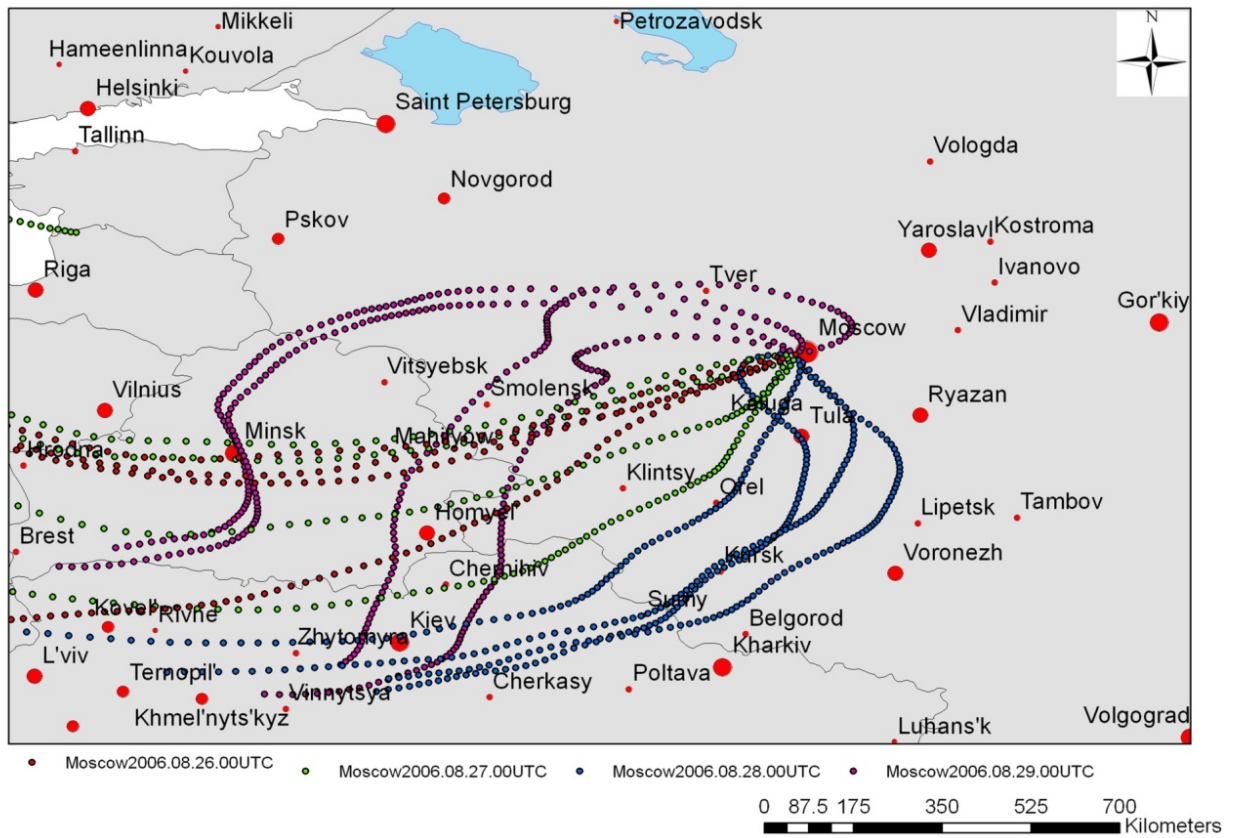 Mikkeli
Petrozavodsk
N
Hameenlinna
Kouvola
Helsinki
Saint Petersburg
Tallinn
Vologda
Novgorod
Pskov
Yaroslavl
Kostroma
Riga
Ivanovo
Tver
Gor'kiy
Moscow
Vladimir
Vitsyebsk
Vilnius
Smolensk
Kaluga
Ryazan
Tula
Minsk
Mahilyow
Hrodna
Klintsy
Orel
Lipetsk
Tambov
Homyel'
Brest
Kursk
Voronezh
Chernihiv
Kovel'
Rivne
Sumy
Kiev
Belgorod
Zhytomyra
Kharkiv
L'viv
Ternopil'
Poltava
Vinnytsya
Cherkasy
Khmel'nyts'kyz
Luhans'k
Volgograd
Moscow2006.08.26.00UTC
Moscow2006.08.27.00UTC
Moscow2006.08.28.00UTC
Moscow2006.08.29.00UTC
0 87.5 175 350 525 700
Kilometers